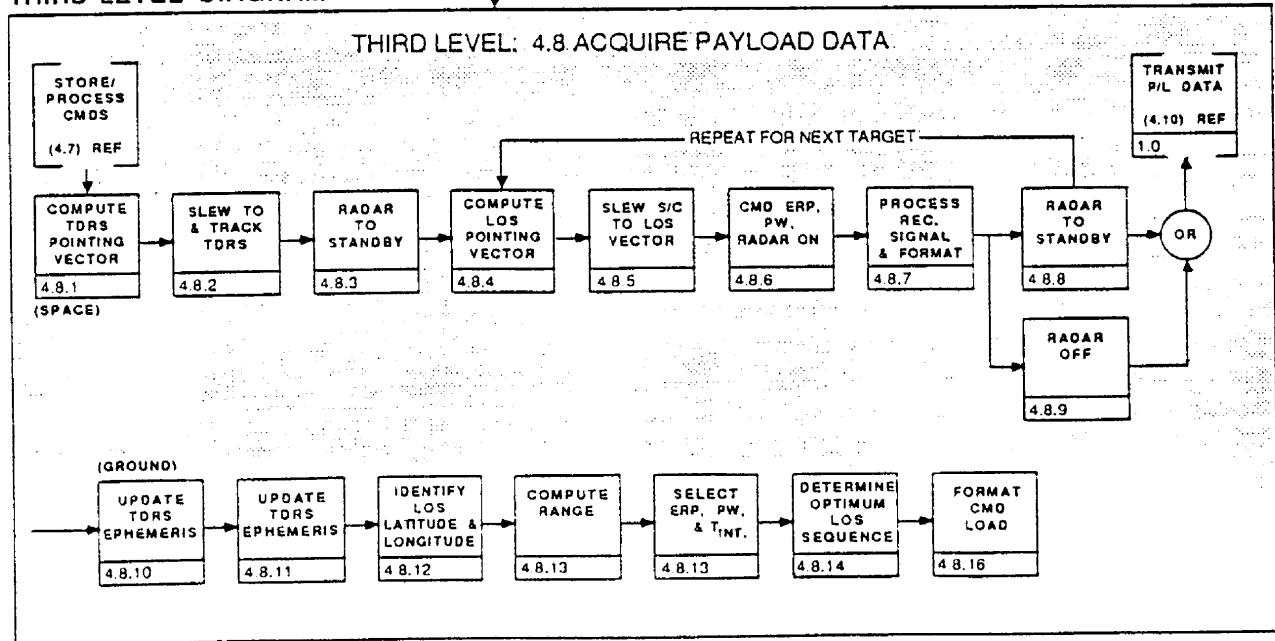 THIRD LEVEL DIAGRAM
THIRD LEVEL: 4.8 ACQUIRE PAYLOAD DATA
STORE/
PROCESS
CMDS
(4.7) REF
TRANSMIT
P/L DATA
(4.10) REF
1.0
REPEAT FOR NEXT TARGET
COMPUTE
TDRS
POINTING
VECTOR
4.8.1
(SPACE)
SLEW TO
& TRACK
TDRS
4.8.2
RADAR
TO
STANDBY
4.8.3
COMPUTE
LOS
POINTING
VECTOR
4.8.4
SLEW S/C
TO LOS
VECTOR
4.8.5
CMD ERP,
PW,
RADAR ON
4.8.6
PROCESS
REC.
SIGNAL
& FORMAT
4.8.7
RADAR
TO
STANDBY
4.8.8
OR
RADAR
OFF
4.8.9
(GROUND)
UPDATE
TDRS
EPHEMERIS
4.8.10
UPDATE
TDRS
EPHEMERIS
4.8.11
IDENTIFY
LOS
LATITUDE &
LONGITUDE
4.8.12
COMPUTE
RANGE
4.8.13
SELECT
ERP, PW,
& TINT.
4.8.13
DETERMINE
OPTIMUM
LOS
SEQUENCE
4.8.14
FORMAT
CMD
LOAD
4.8.16